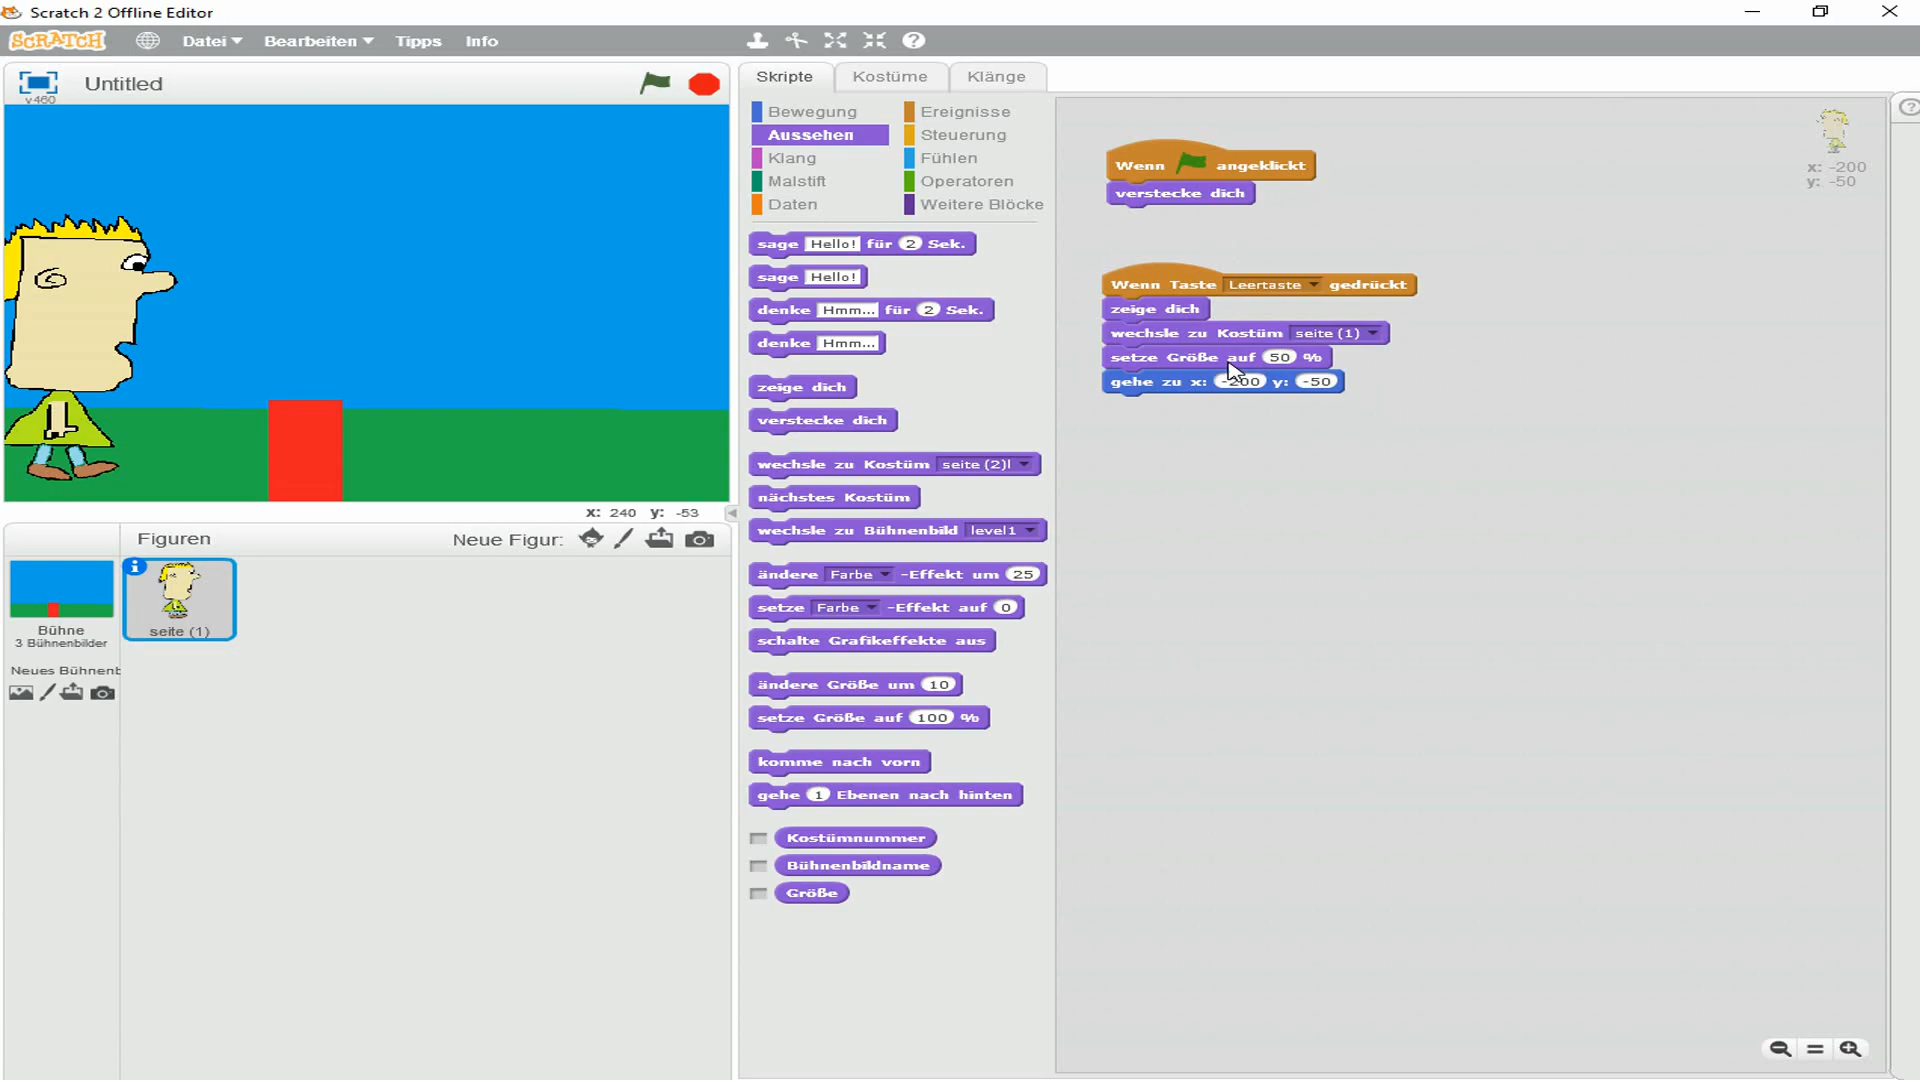 Scratch 2 Offline Editor
SCRATCH Datei Bearbeiten Tipps Info
v460 Untitled
Skripte Kostüme Klänge
Bewegung Ereignisse
Aussehen Steuerung
Klang Fühlen
Malstift Operatoren
Daten Weitere Blöcke
sage Hello! für 2 Sek.
sage Hello!
denke Hmm... für 2 Sek.
denke Hmm...
zeige dich
verstecke dich
wechsle zu Kostüm seite (2)l
nächstes Kostüm
wechsle zu Bühnenbild level1
ändere Farbe -Effekt um 25
setze Farbe -Effekt auf 0
schalte Grafikeffekte aus
ändere Größe um 10
setze Größe auf 100 %
komme nach vorn
gehe 1 Ebenen nach hinten
Kostümnummer
Bühnenbildname
Größe
Wenn angeklickt
verstecke dich
Wenn Taste Leertaste gedrückt
zeige dich
wechsle zu Kostüm seite (1)
setze Größe auf 50 %
gehe zu x: -200 y: -50
x: -200
y: -50
x: 240 y: -53
Figuren Neue Figur:
seite (1)
Bühne
3 Bühnenbilder
Neues Bühnenb